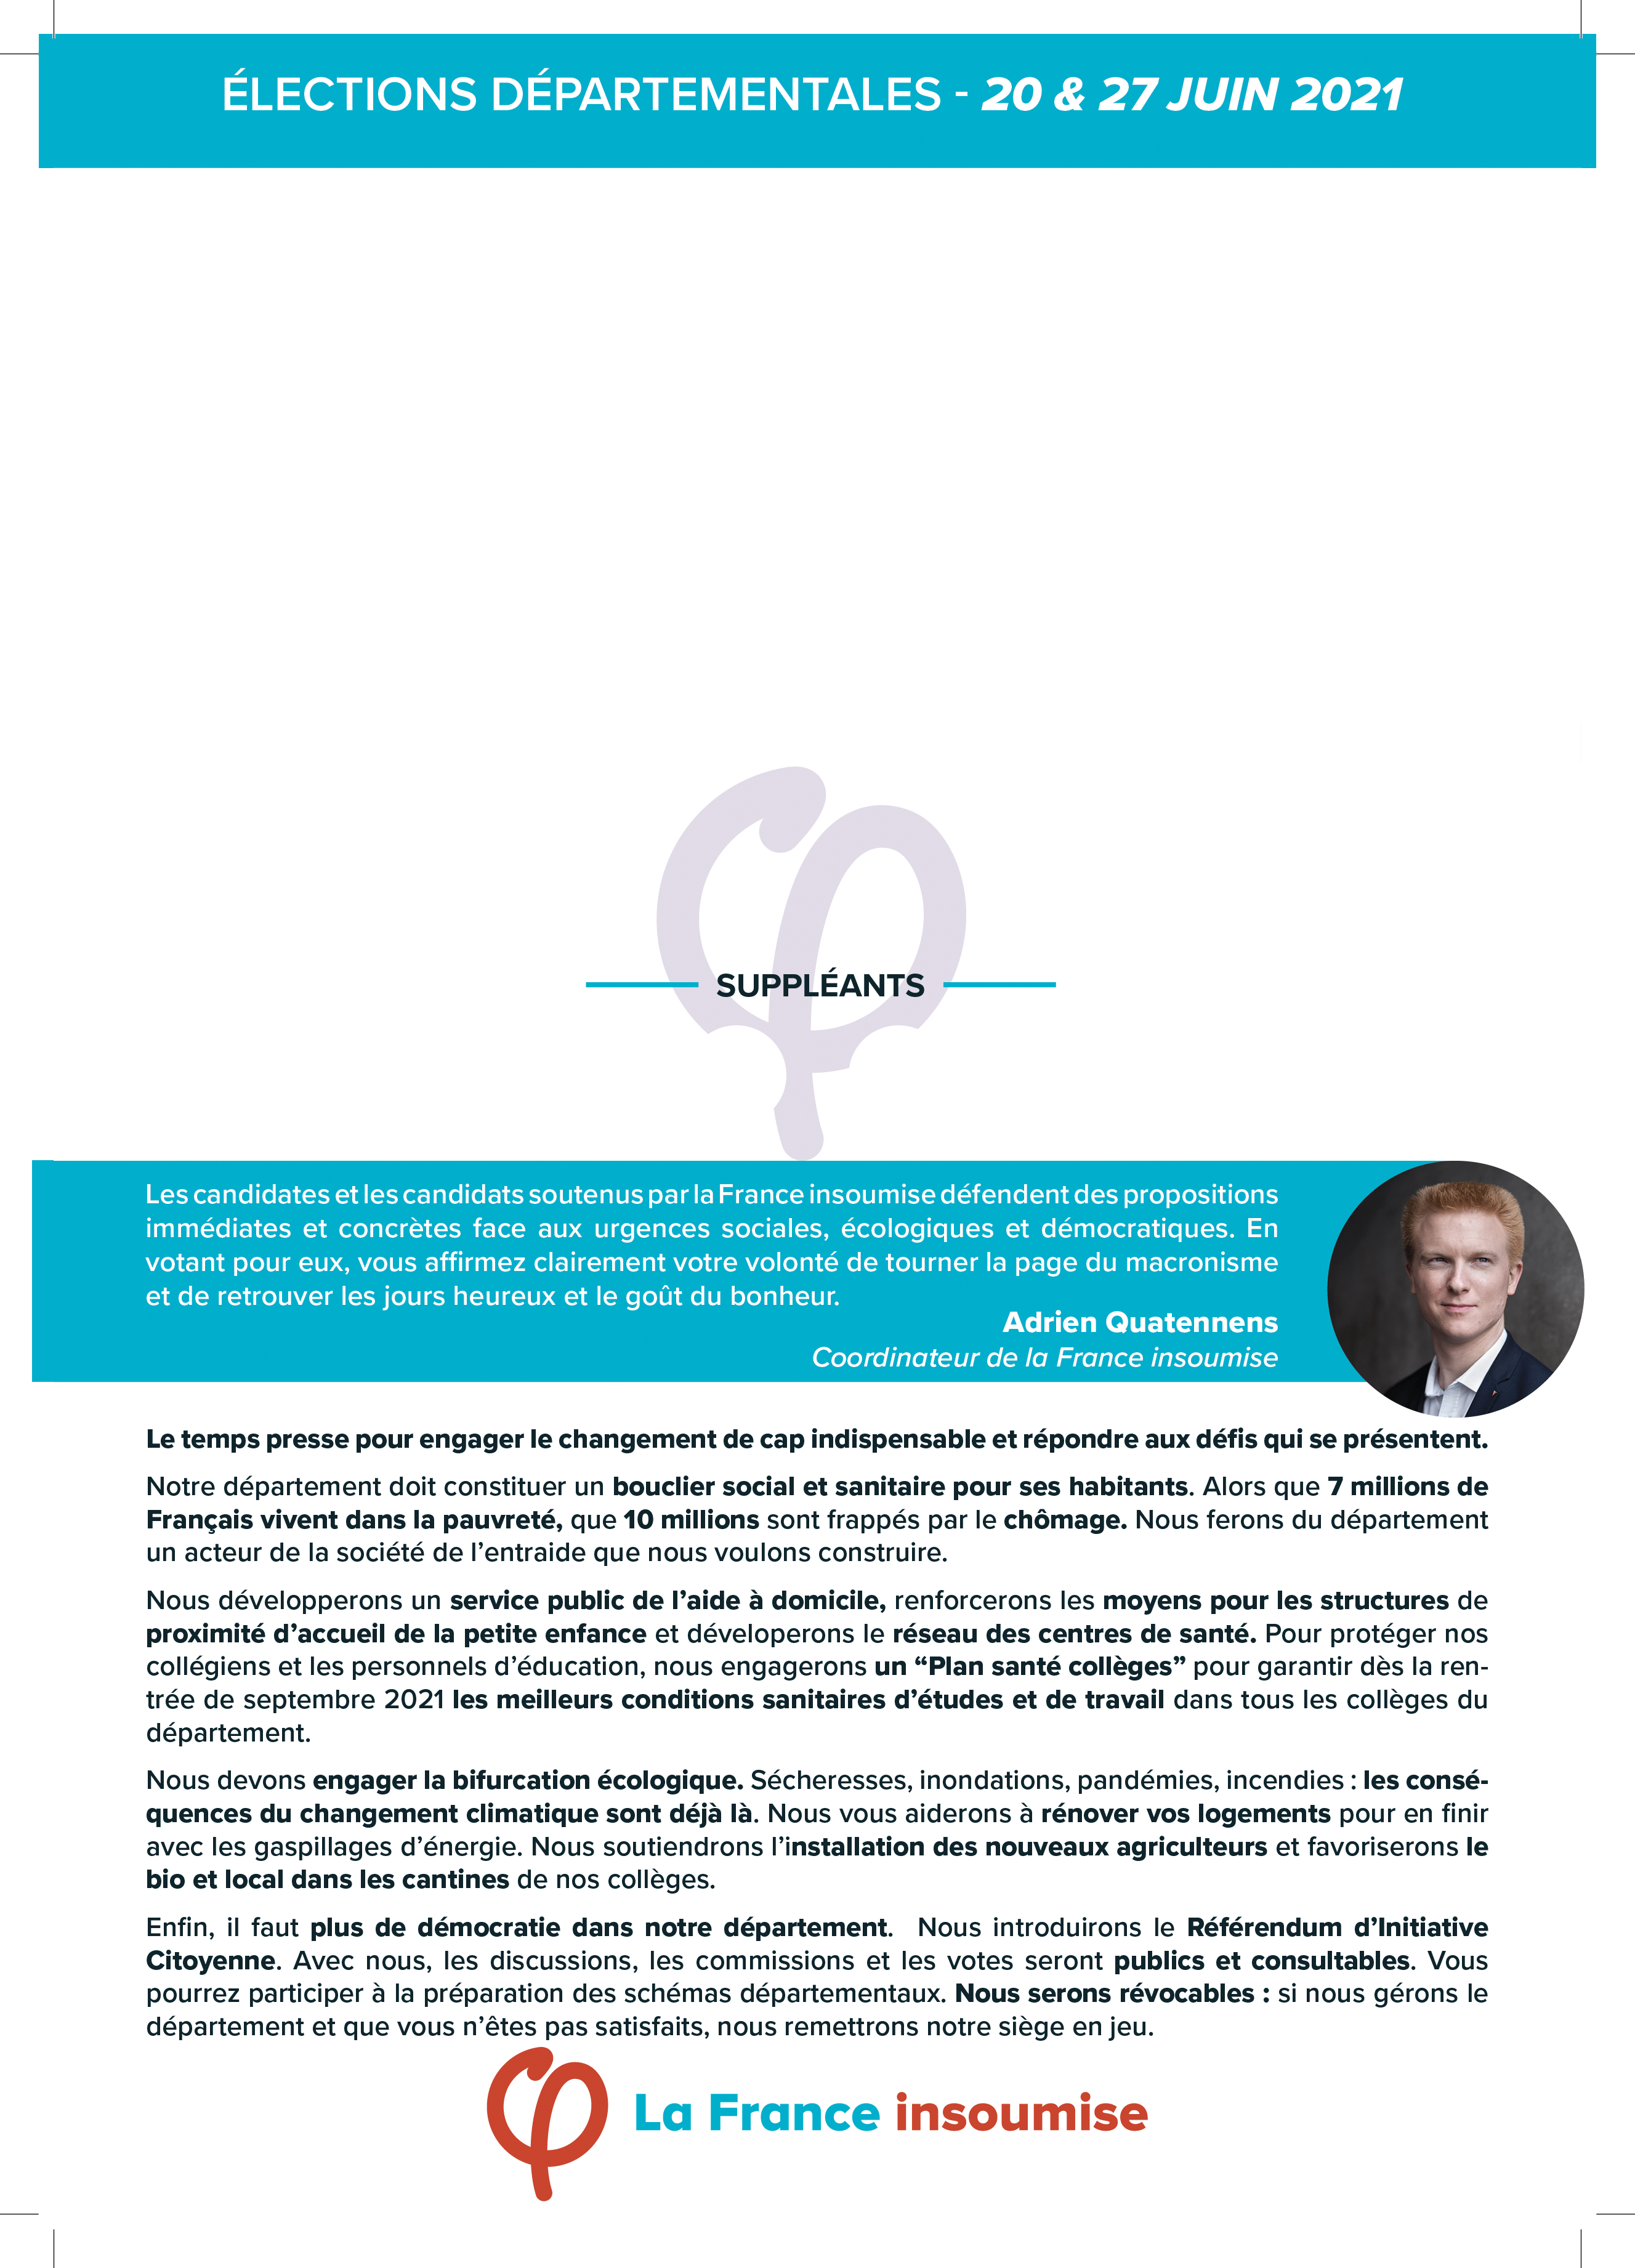 ÉLECTIONS DÉPARTEMENTALES - 20 & 27 JUIN 2021
SUPPLÉANTS
Les candidates et les candidats soutenus par la France insoumise défendent des propositions
immédiates et concrètes face aux urgences sociales, écologiques et démocratiques. En
votant pour eux, vous affirmez clairement votre volonté de tourner la page du macronisme
et de retrouver les jours heureux et le goût du bonheur.
Adrien Quatennens
Coordinateur de la France insoumise
Le temps presse pour engager le changement de cap indispensable et répondre aux défis qui se présentent.
Notre département doit constituer un bouclier social et sanitaire pour ses habitants. Alors que 7 millions de
Français vivent dans la pauvreté, que 10 millions sont frappés par le chômage. Nous ferons du département
un acteur de la société de l’entraide que nous voulons construire.
Nous développerons un service public de l’aide à domicile, renforcerons les moyens pour les structures de
proximité d’accueil de la petite enfance et déveloperons le réseau des centres de santé. Pour protéger nos
collégiens et les personnels d’éducation, nous engagerons un “Plan santé collèges” pour garantir dès la ren-
trée de septembre 2021 les meilleurs conditions sanitaires d’études et de travail dans tous les collèges du
département.
Nous devons engager la bifurcation écologique. Sécheresses, inondations, pandémies, incendies : les consé-
quences du changement climatique sont déjà là. Nous vous aiderons à rénover vos logements pour en finir
avec les gaspillages d’énergie. Nous soutiendrons l’installation des nouveaux agriculteurs et favoriserons le
bio et local dans les cantines de nos collèges.
Enfin, il faut plus de démocratie dans notre département.  Nous introduirons le Référendum d’Initiative
Citoyenne. Avec nous, les discussions, les commissions et les votes seront publics et consultables. Vous
pourrez participer à la préparation des schémas départementaux. Nous serons révocables : si nous gérons le
département et que vous n’êtes pas satisfaits, nous remettrons notre siège en jeu.
La France insoumise